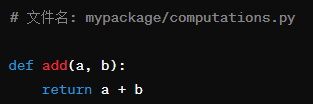 # 文件名: mypackage/computations.py
def add(a, b):
    return a + b